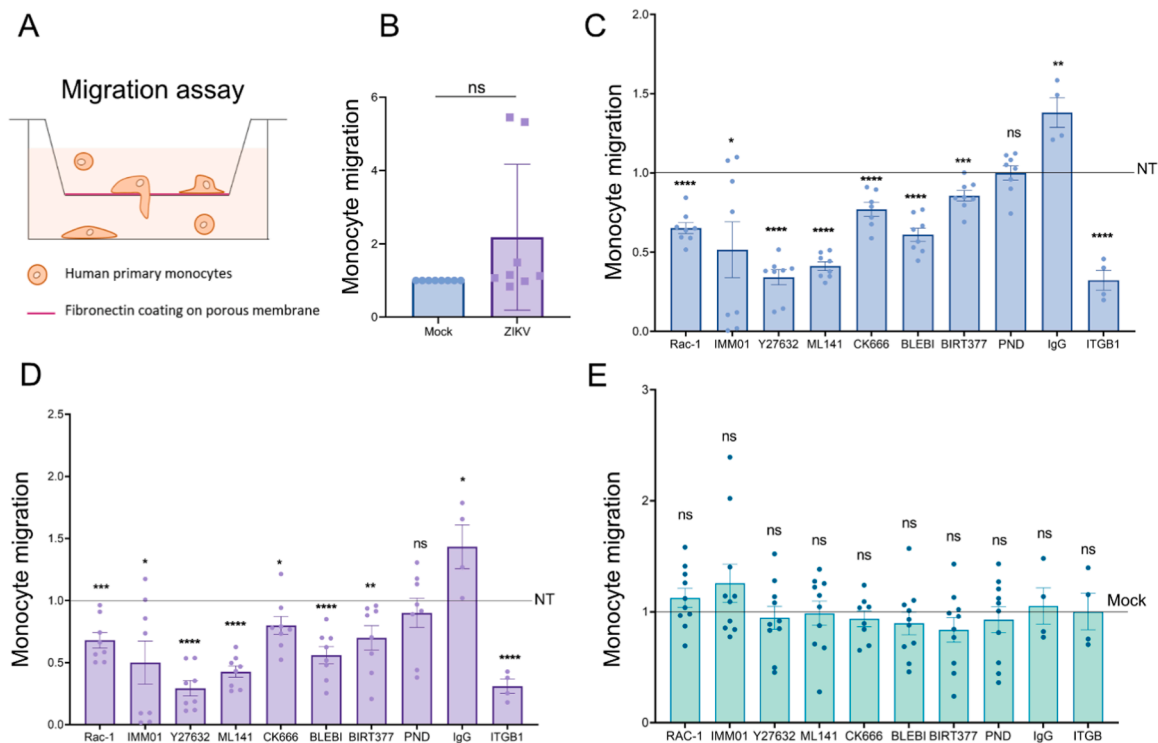 A
Migration assay
Human primary monocytes
Fibronectin coating on porous membrane
B
Monocyte migration
6
4
2
0
ns
Mock ZIKV
C
Monocyte migration
2.0
1.5
1.0
0.5
0.0
**** * **** **** **** **** *** ns ** ****
NT
Rac-1 IMM01 Y27632 ML141 CK666 BLEBI BIRT377 PND IgG ITGB1
D
Monocyte migration
2.5
2.0
1.5
1.0
0.5
0.0
*** * **** **** * **** ** ns * ****
NT
Rac-1 IMM01 Y27632 ML141 CK666 BLEBI BIRT377 PND IgG ITGB1
E
Monocyte migration
3
2
1
0
ns ns ns ns ns ns ns ns ns ns
Mock
RAC-1 IMM01 Y27632 ML141 CK666 BLEBI BIRT377 PND IgG ITGB